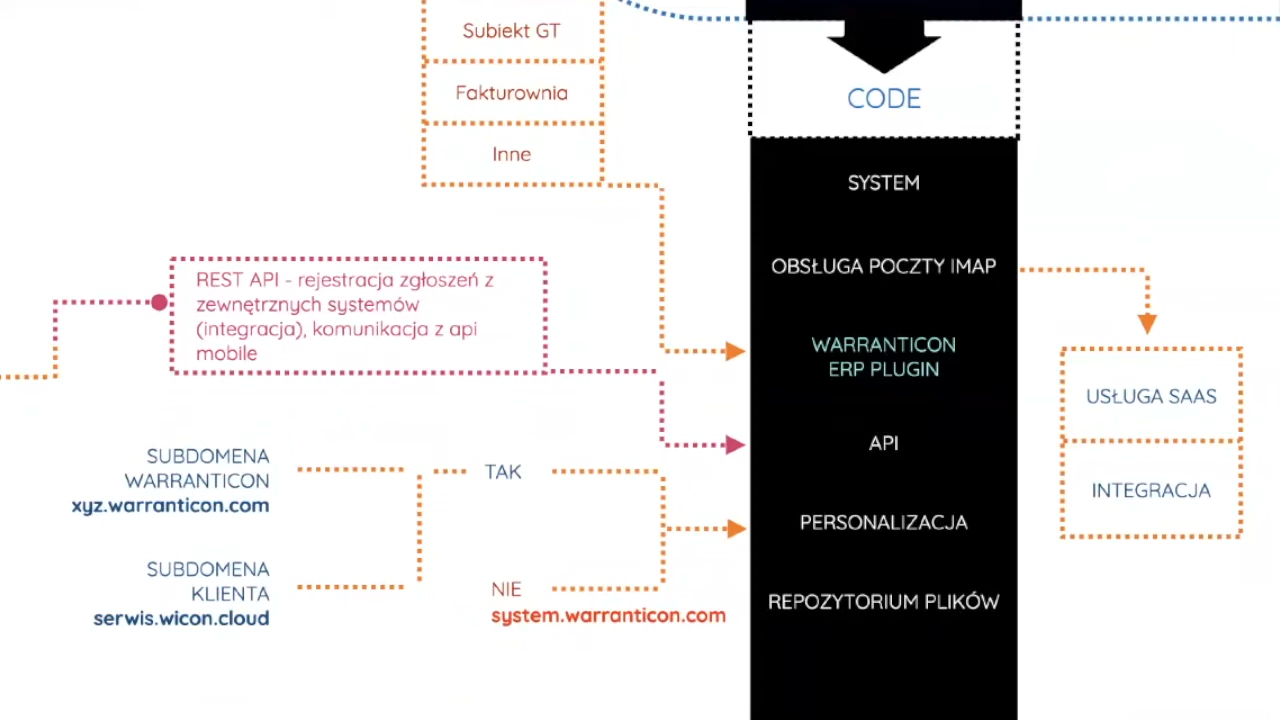 Subiekt GT
Fakturownia
Inne
CODE
SYSTEM
OBSŁUGA POCZTY IMAP
WARRANTICON
ERP PLUGIN
API
PERSONALIZACJA
REPOZYTORIUM PLIKÓW
REST API - rejestracja zgłoszeń z
zewnętrznych systemów
(integracja), komunikacja z api
mobile
SUBDOMENA
WARRANTICON
xyz.warranticon.com
SUBDOMENA
KLIENTA
serwis.wicon.cloud
TAK
NIE
system.warranticon.com
USŁUGA SAAS
INTEGRACJA